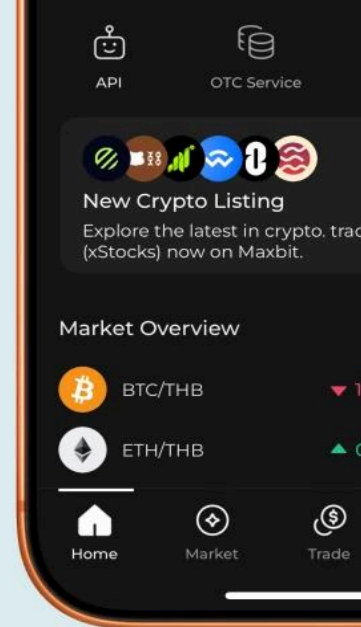 API
OTC Service
New Crypto Listing
Explore the latest in crypto. trad
(xStocks) now on Maxbit.
Market Overview
BTC/THB
ETH/THB
Home
Market
Trade